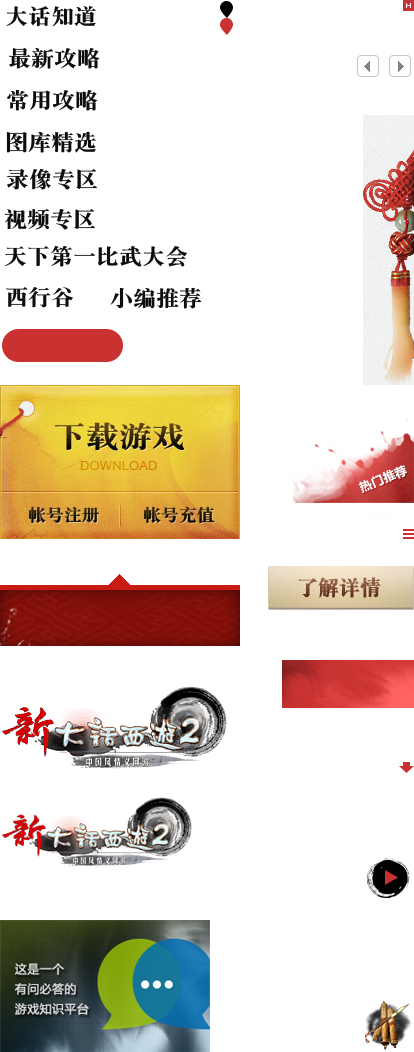 大话知道
H
最新攻略
常用攻略
图库精选
录像专区
视频专区
天下第一比武大会
西行谷
小编推荐
下载游戏
DOWNLOAD
热门推荐
帐号注册
帐号充值
了解详情
新大话西游2
中国风情义网游
新大话西游2
中国风情义网游
这是一个
有问必答的
游戏知识平台